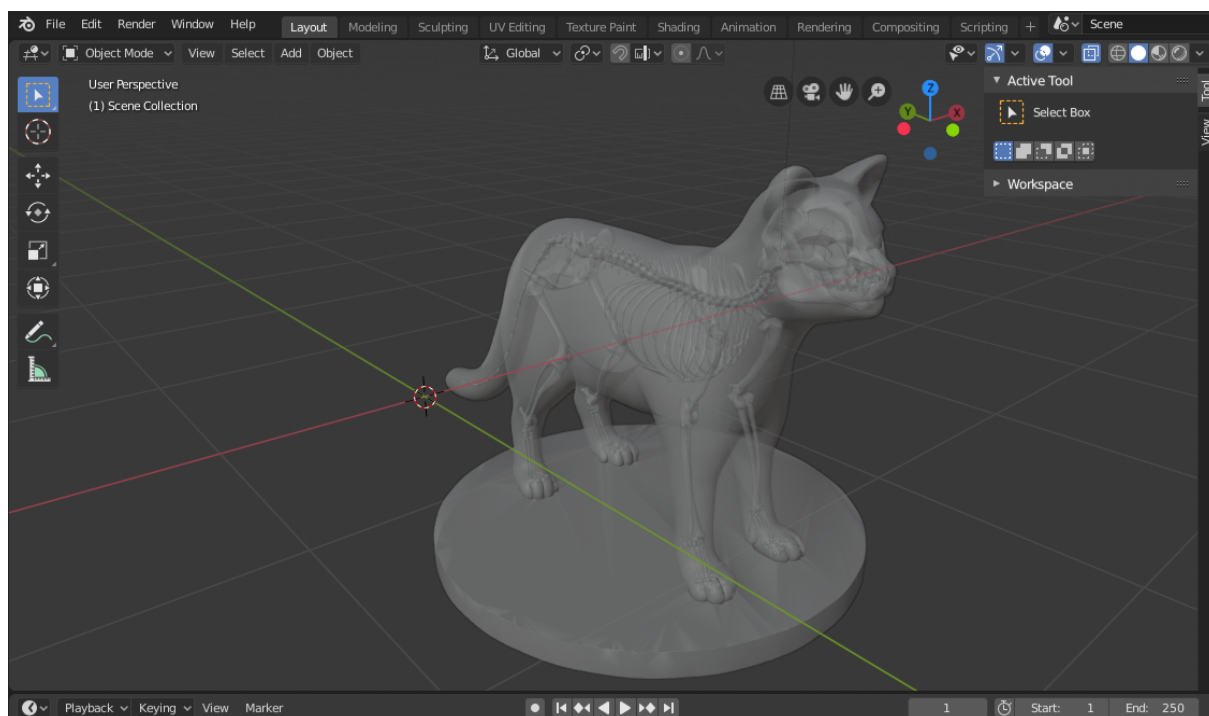 File Edit Render Window Help Layout Modeling Sculpting UV Editing Texture Paint Shading Animation Rendering Compositing Scripting + Scene
Object Mode View Select Add Object Global
User Perspective
(1) Scene Collection
Z
Y
X
Active Tool
Select Box
Workspace
Tool
View
Playback Keying View Marker 1 Start: 1 End: 250